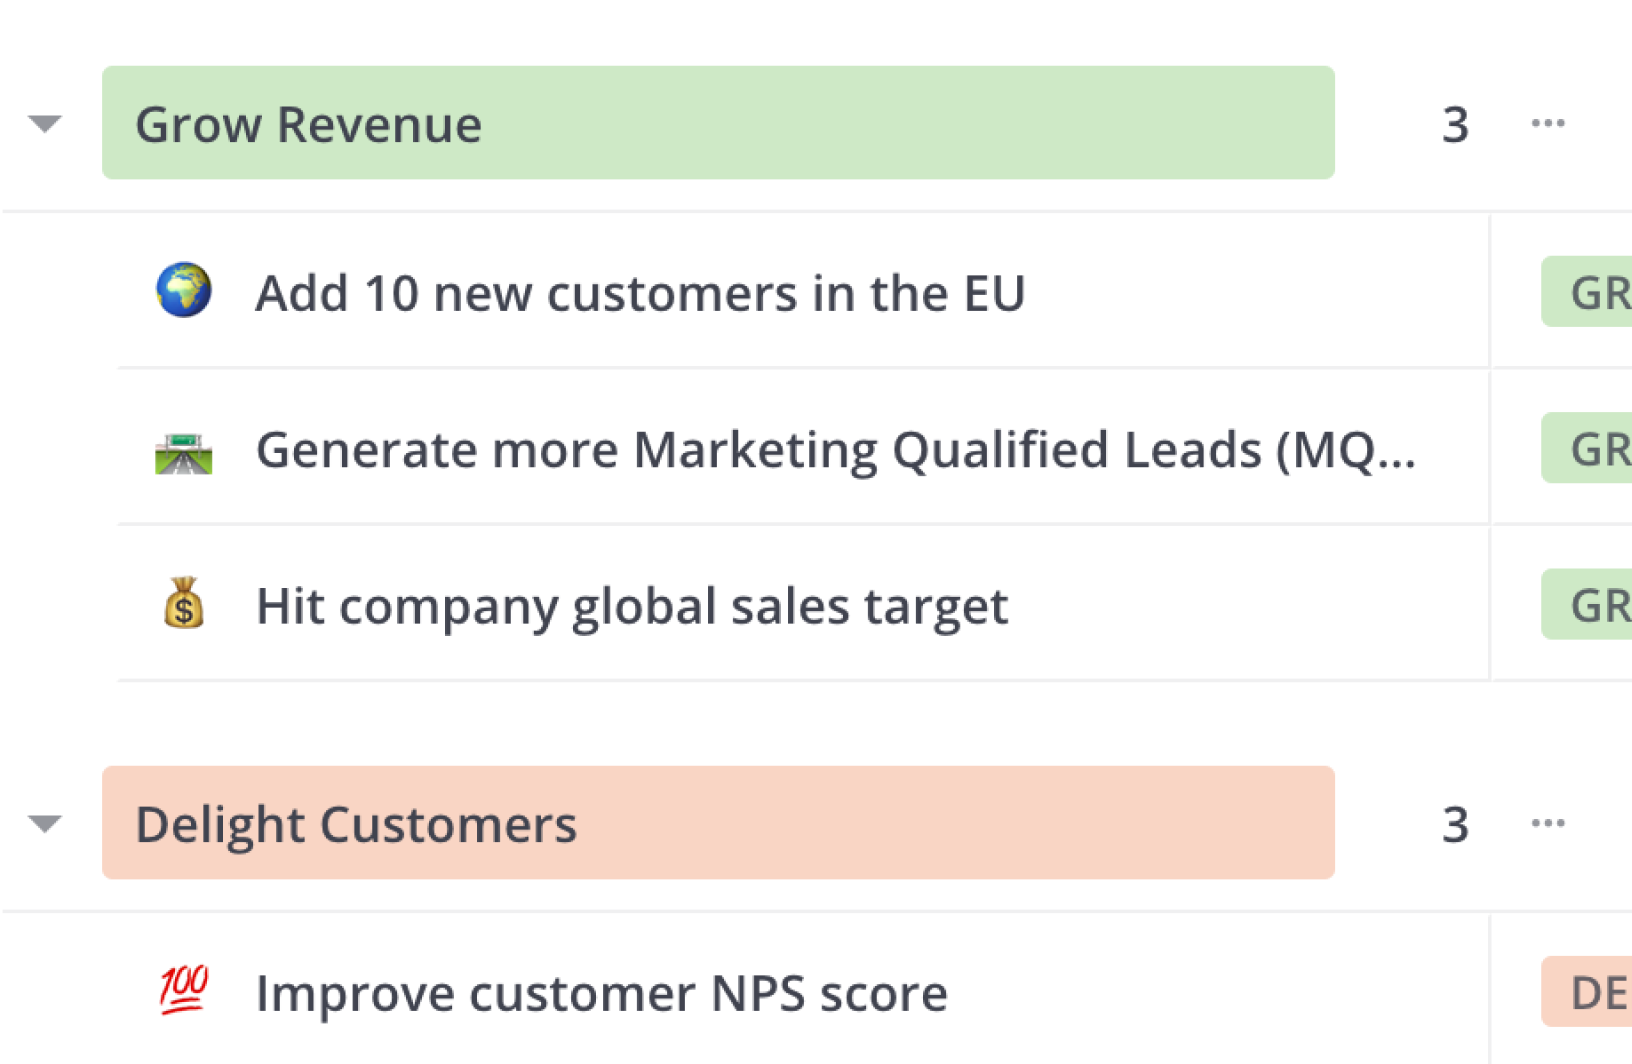 Grow Revenue 3 ...
🌍 Add 10 new customers in the EU GR
🛣️ Generate more Marketing Qualified Leads (MQ... GR
💰 Hit company global sales target GR
Delight Customers 3 ...
💯 Improve customer NPS score DE